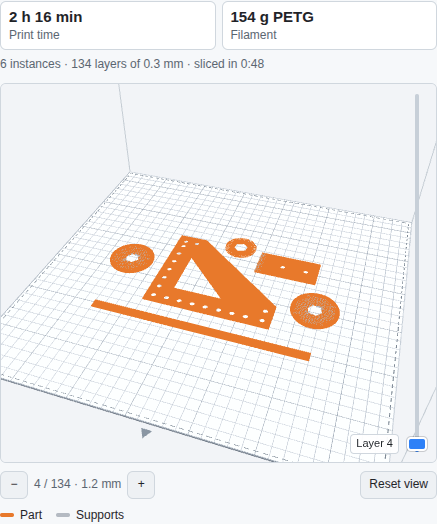 2 h 16 min
Print time
154 g PETG
Filament
6 instances · 134 layers of 0.3 mm · sliced in 0:48
Layer 4
− 4 / 134 · 1.2 mm + Reset view
Part Supports